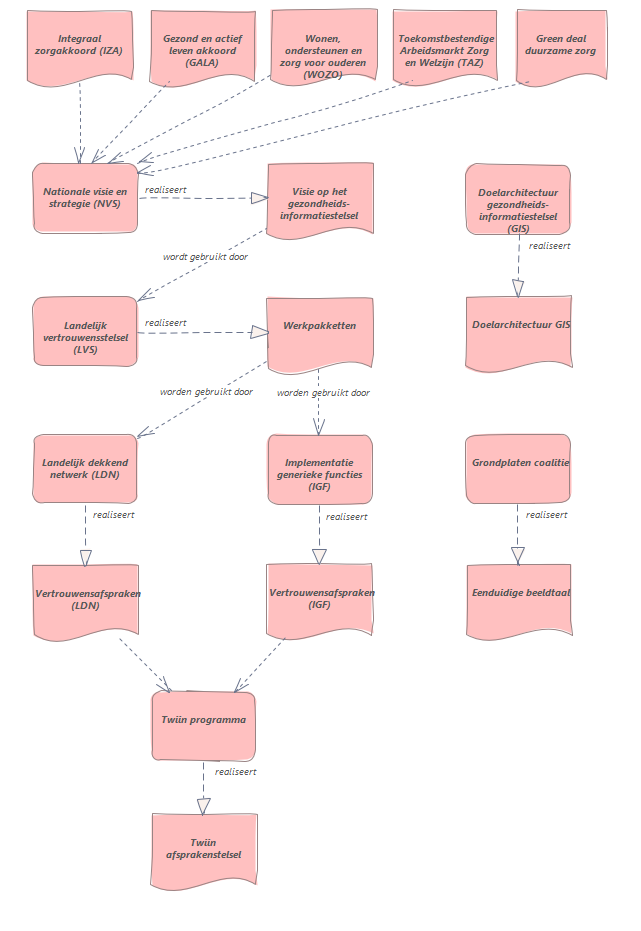 Integraal
zorgakkoord (IZA)
Gezond en actief
leven akkoord
(GALA)
Wonen,
ondersteunen en
zorg voor ouderen
(WOZO)
Toekomstbestendige
Arbeidsmarkt Zorg
en Welzijn (TAZ)
Green deal
duurzame zorg
Nationale visie en
strategie (NVS)
realiseert
Visie op het
gezondheids-
informatiestelsel
Doelarchitectuur
gezondheids-
informatiestelsel
(GIS)
realiseert
wordt gebruikt door
Landelijk
vertrouwensstelsel
(LVS)
realiseert
Werkpakketten
Doelarchitectuur GIS
worden gebruikt door
worden gebruikt door
Landelijk dekkend
netwerk (LDN)
Implementatie
generieke functies
(IGF)
Grondplaten coalitie
realiseert
realiseert
realiseert
Vertrouwensafspraken
(LDN)
Vertrouwensafspraken
(IGF)
Eenduidige beeldtaal
Twiin programma
realiseert
Twiin
afsprakenstelsel